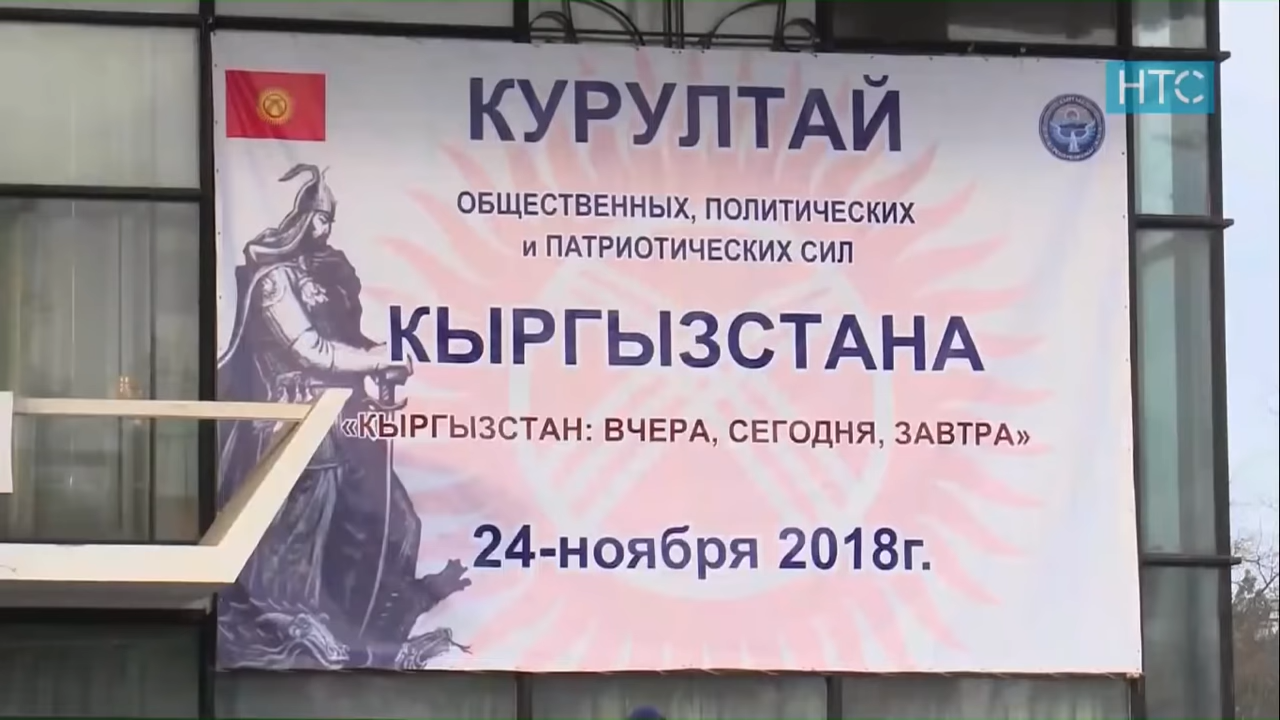 НТС
КУРУЛТАЙ
ОБЩЕСТВЕННЫХ, ПОЛИТИЧЕСКИХ
и ПАТРИОТИЧЕСКИХ СИЛ
КЫРГЫЗСТАНА
«КЫРГЫЗСТАН: ВЧЕРА, СЕГОДНЯ, ЗАВТРА»
24-ноября 2018г.